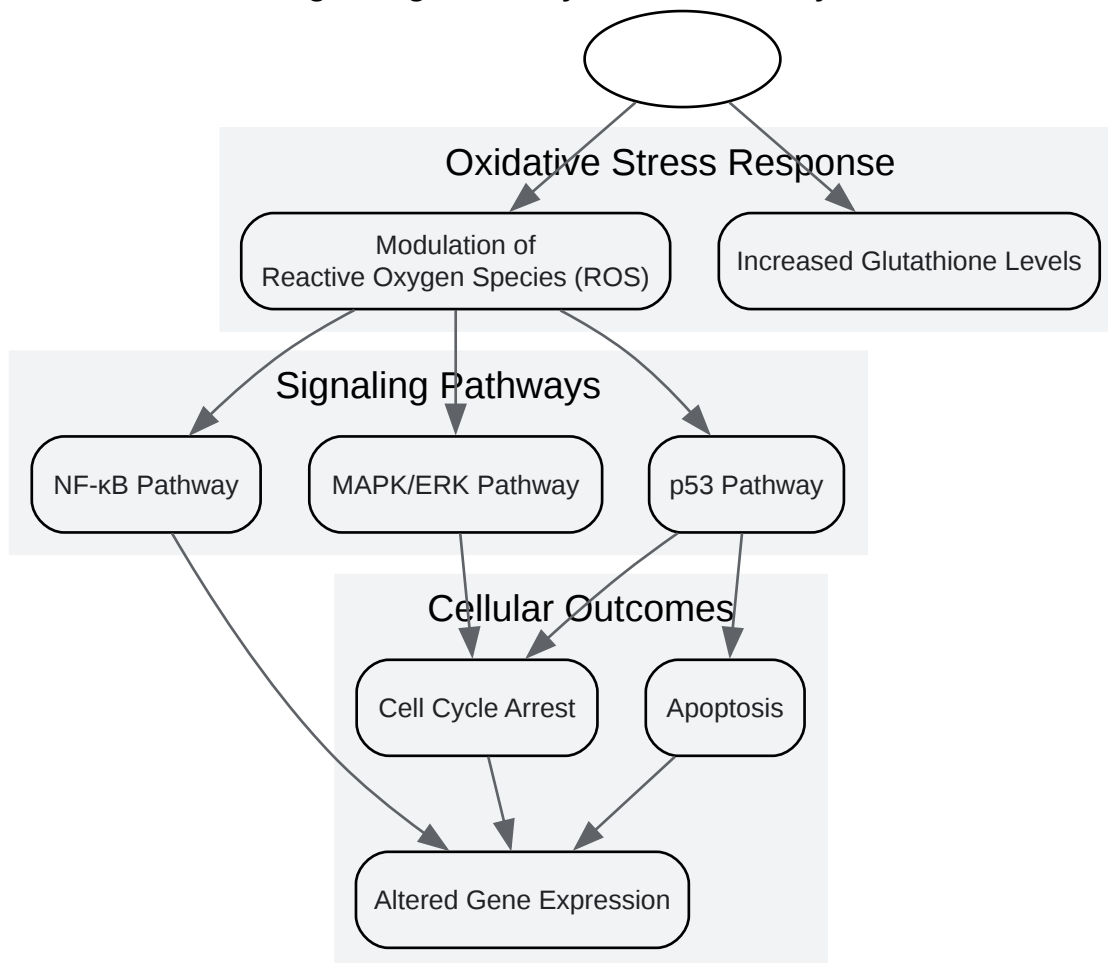 Oxidative Stress Response
Modulation of
Reactive Oxygen Species (ROS)
Increased Glutathione Levels
Signaling Pathways
NF-κB Pathway
MAPK/ERK Pathway
p53 Pathway
Cellular Outcomes
Cell Cycle Arrest
Apoptosis
Altered Gene Expression